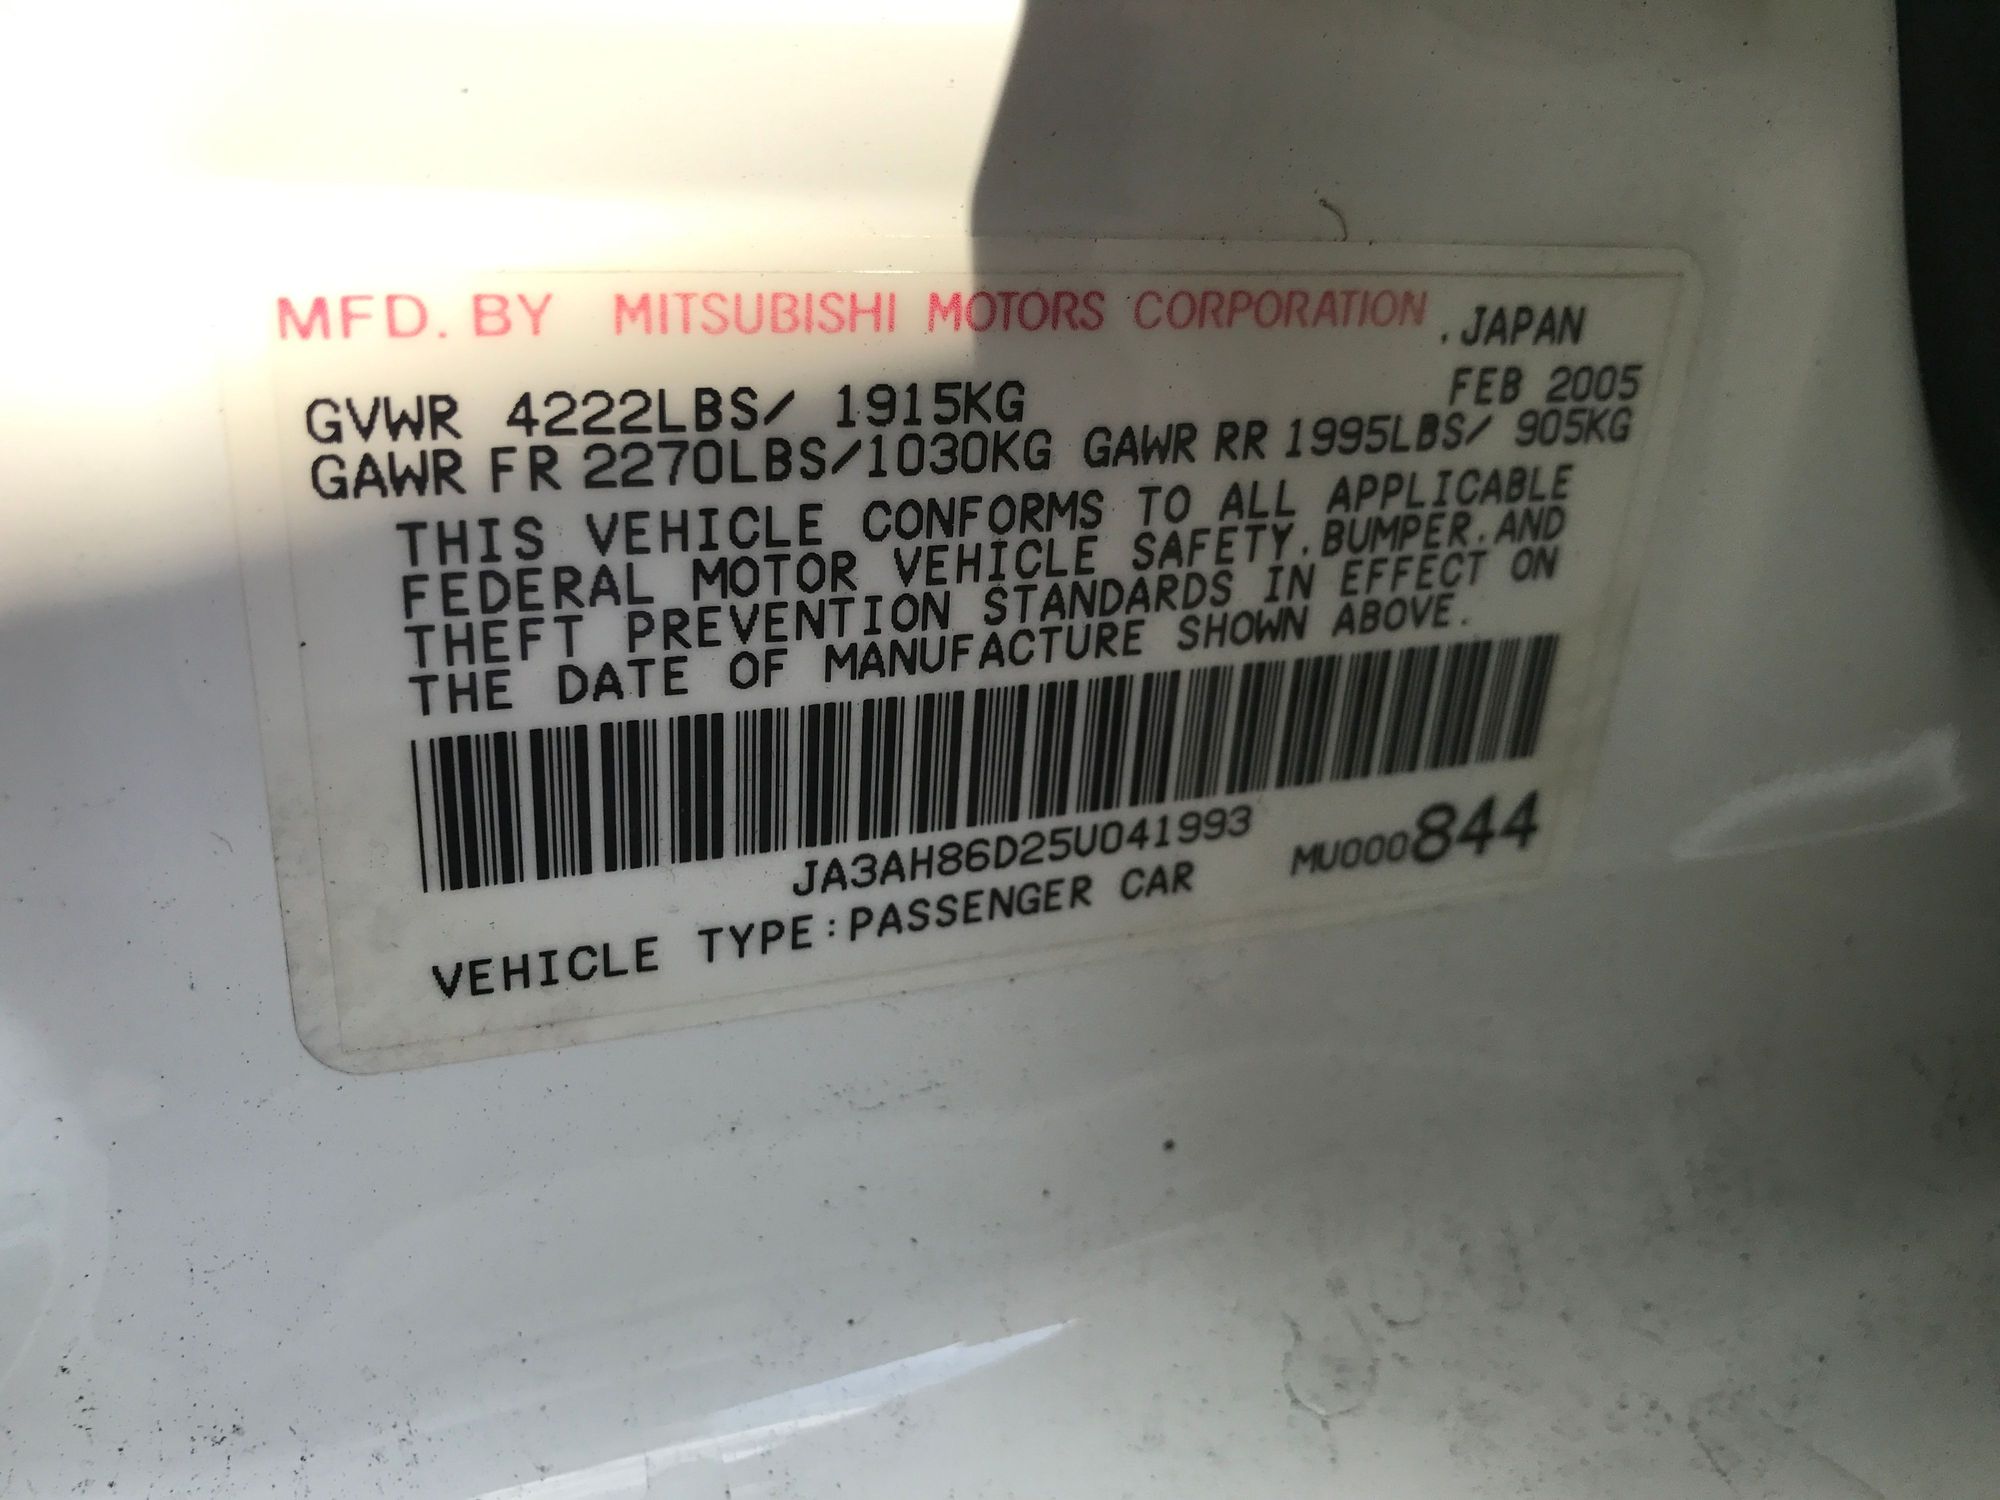 MFD. BY MITSUBISHI MOTORS CORPORATION , JAPAN
GVWR 4222LBS/ 1915KG FEB 2005
GAWR FR 2270LBS/1030KG GAWR RR 1995LBS/ 905KG
THIS VEHICLE CONFORMS TO ALL APPLICABLE
FEDERAL MOTOR VEHICLE SAFETY, BUMPER, AND
THEFT PREVENTION STANDARDS IN EFFECT ON
THE DATE OF MANUFACTURE SHOWN ABOVE.
JA3AH86D25U041993
MU000844
VEHICLE TYPE:PASSENGER CAR